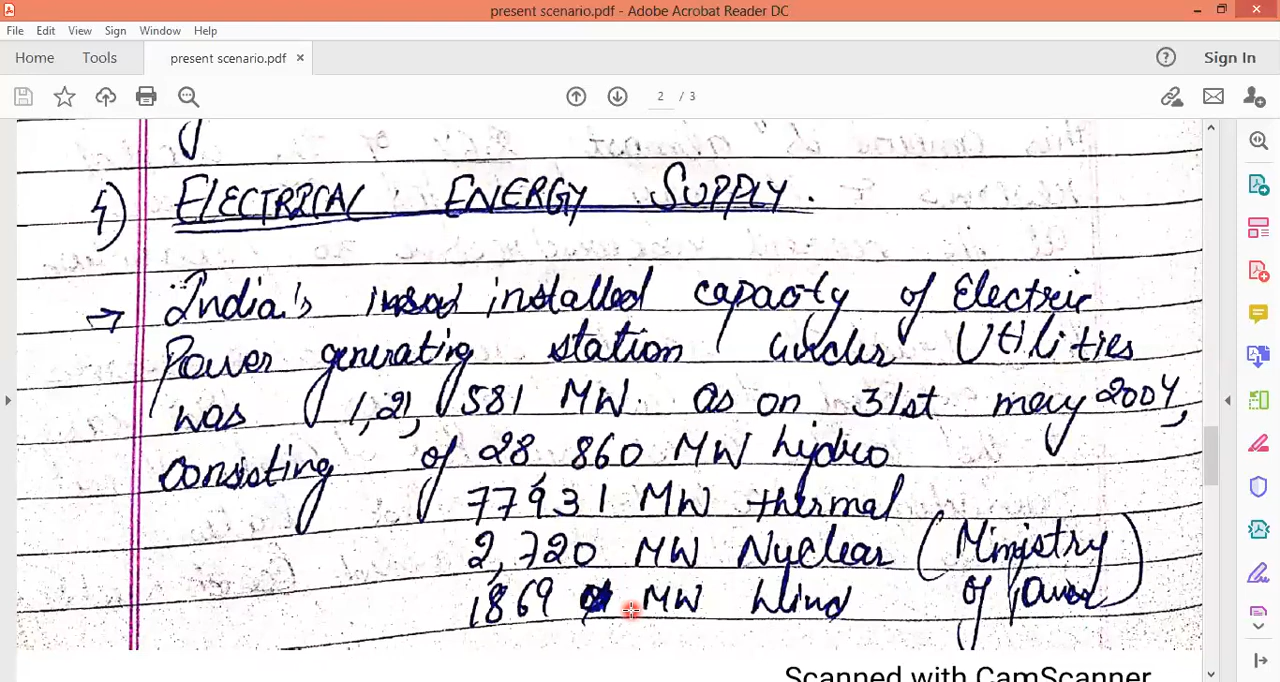 present scenario.pdf - Adobe Acrobat Reader DC
File Edit View Sign Window Help
Home Tools present scenario.pdf × Sign In
2 / 3
4) ELECTRICAL ENERGY SUPPLY.
→ India's installed capacity of Electric
Power generating station under Utilities
was 1,21,581 MW. as on 31st may 2004,
consisting of 28,860 MW hydro
77931 MW thermal
2,720 MW Nuclear (Ministry
1869 MW Wind of Power)
Scanned with CamScanner